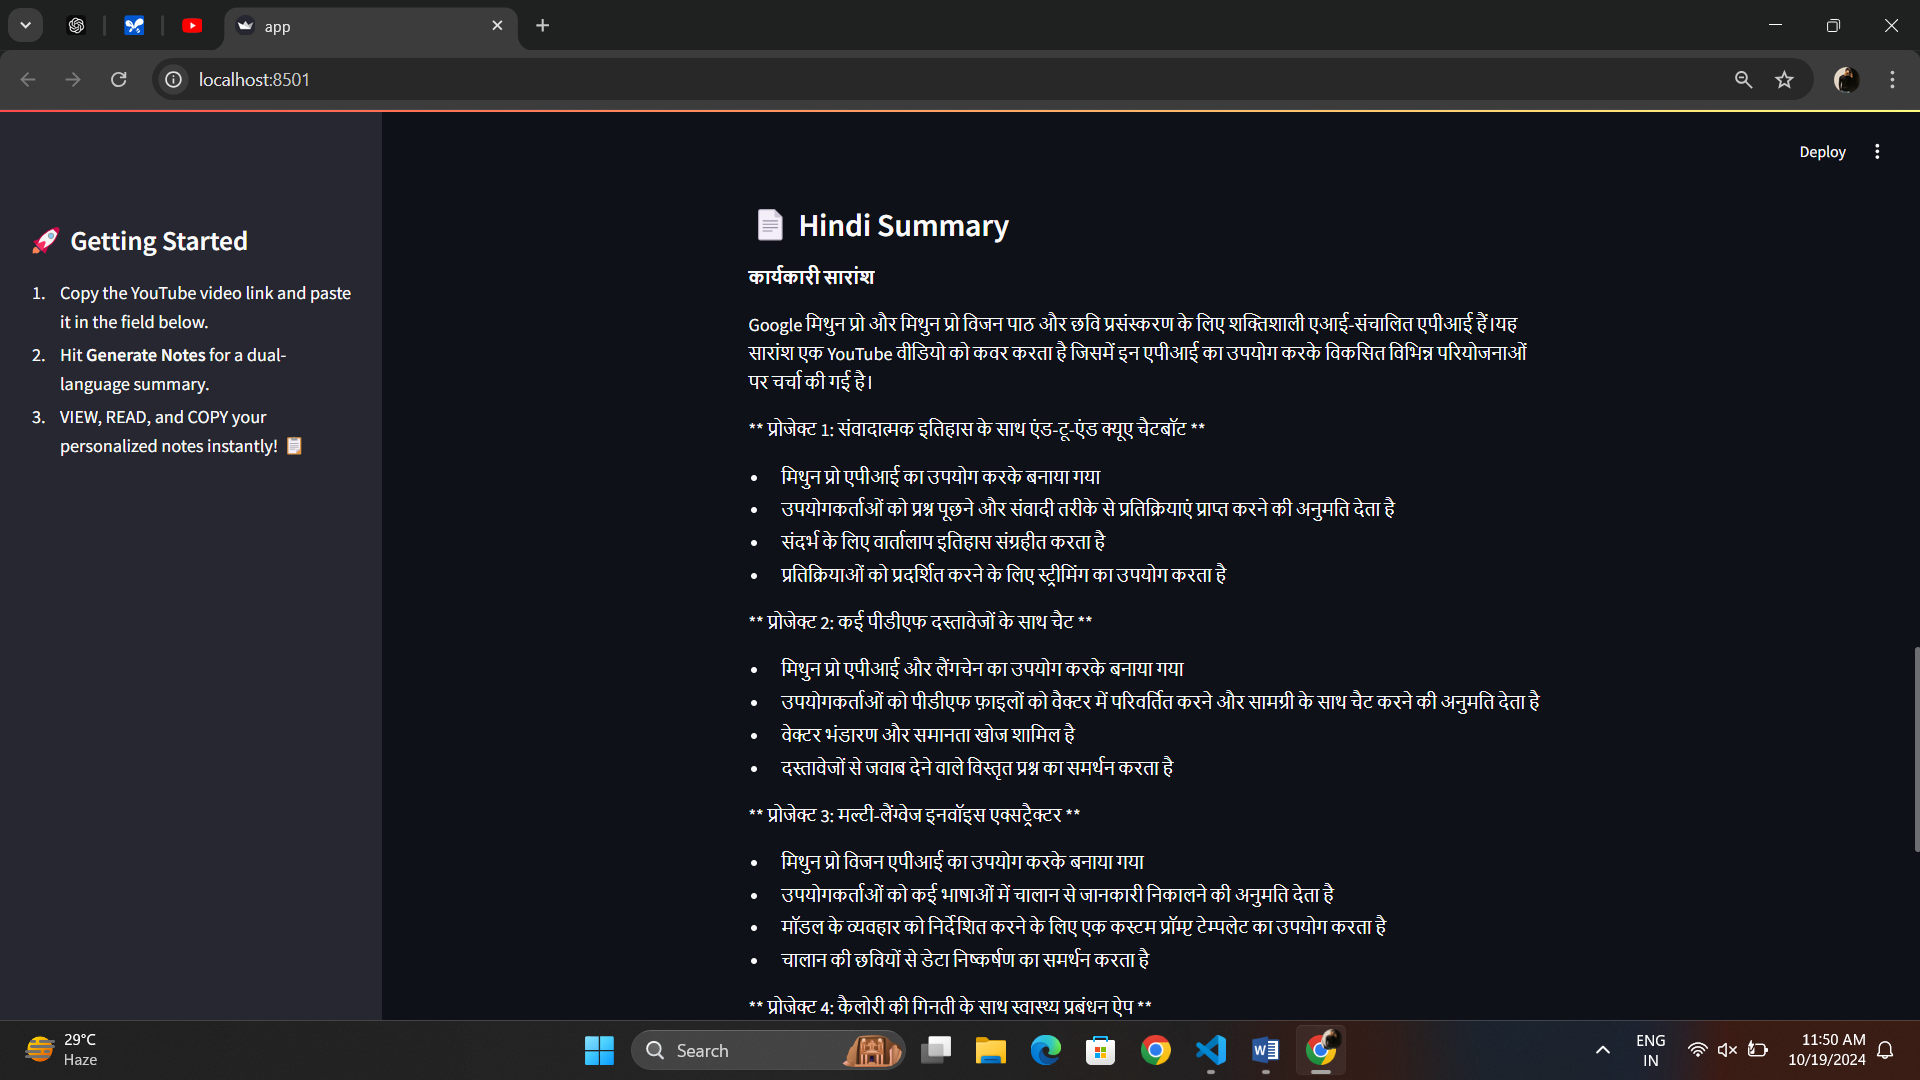 app
localhost:8501
Deploy
🚀 Getting Started
1. Copy the YouTube video link and paste
it in the field below.
2. Hit Generate Notes for a dual-
language summary.
3. VIEW, READ, and COPY your
personalized notes instantly! 📋
📄 Hindi Summary
कार्यकारी सारांश
Google मिथुन प्रो और मिथुन प्रो विजन पाठ और छवि प्रसंस्करण के लिए शक्तिशाली एआई-संचालित एपीआई हैं।यह
सारांश एक YouTube वीडियो को कवर करता है जिसमें इन एपीआई का उपयोग करके विकसित विभिन्न परियोजनाओं
पर चर्चा की गई है।
** प्रोजेक्ट 1: संवादात्मक इतिहास के साथ एंड-टू-एंड क्यूए चैटबॉट **
• मिथुन प्रो एपीआई का उपयोग करके बनाया गया
• उपयोगकर्ताओं को प्रश्न पूछने और संवादी तरीके से प्रतिक्रियाएं प्राप्त करने की अनुमति देता है
• संदर्भ के लिए वार्तालाप इतिहास संग्रहीत करता है
• प्रतिक्रियाओं को प्रदर्शित करने के लिए स्ट्रीमिंग का उपयोग करता है
** प्रोजेक्ट 2: कई पीडीएफ दस्तावेजों के साथ चैट **
• मिथुन प्रो एपीआई और लैंगचेन का उपयोग करके बनाया गया
• उपयोगकर्ताओं को पीडीएफ फ़ाइलों को वैक्टर में परिवर्तित करने और सामग्री के साथ चैट करने की अनुमति देता है
• वेक्टर भंडारण और समानता खोज शामिल है
• दस्तावेजों से जवाब देने वाले विस्तृत प्रश्न का समर्थन करता है
** प्रोजेक्ट 3: मल्टी-लैंग्वेज इनवॉइस एक्सट्रैक्टर **
• मिथुन प्रो विजन एपीआई का उपयोग करके बनाया गया
• उपयोगकर्ताओं को कई भाषाओं में चालान से जानकारी निकालने की अनुमति देता है
• मॉडल के व्यवहार को निर्देशित करने के लिए एक कस्टम प्रॉम्प्ट टेम्पलेट का उपयोग करता है
• चालान की छवियों से डेटा निष्कर्षण का समर्थन करता है
** प्रोजेक्ट 4: कैलोरी की गिनती के साथ स्वास्थ्य प्रबंधन ऐप **
29°C
Haze
Search
ENG
IN
11:50 AM
10/19/2024